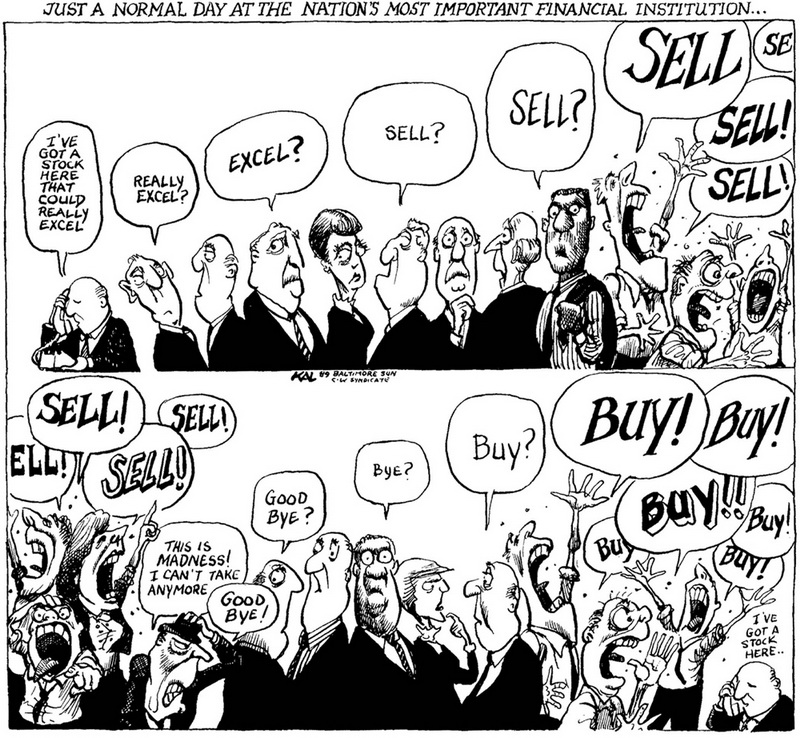 JUST A NORMAL DAY AT THE NATION'S MOST IMPORTANT FINANCIAL INSTITUTION...
I'VE
GOT A
STOCK
HERE
THAT
COULD
REALLY
EXCEL
REALLY
EXCEL?
EXCEL?
SELL?
SELL?
SELL
SE
SELL!
SELL!
KAL '89 BALTIMORE SUN
C·W SYNDICATE
ELL!
SELL!
SELL!
SELL!
THIS IS
MADNESS!
I CAN'T TAKE
ANYMORE
GOOD
BYE!
GOOD
BYE?
BYE?
BUY?
BUY!
BUY!
BUY
BUY!!
BUY!
BUY!
I'VE
GOT A
STOCK
HERE..